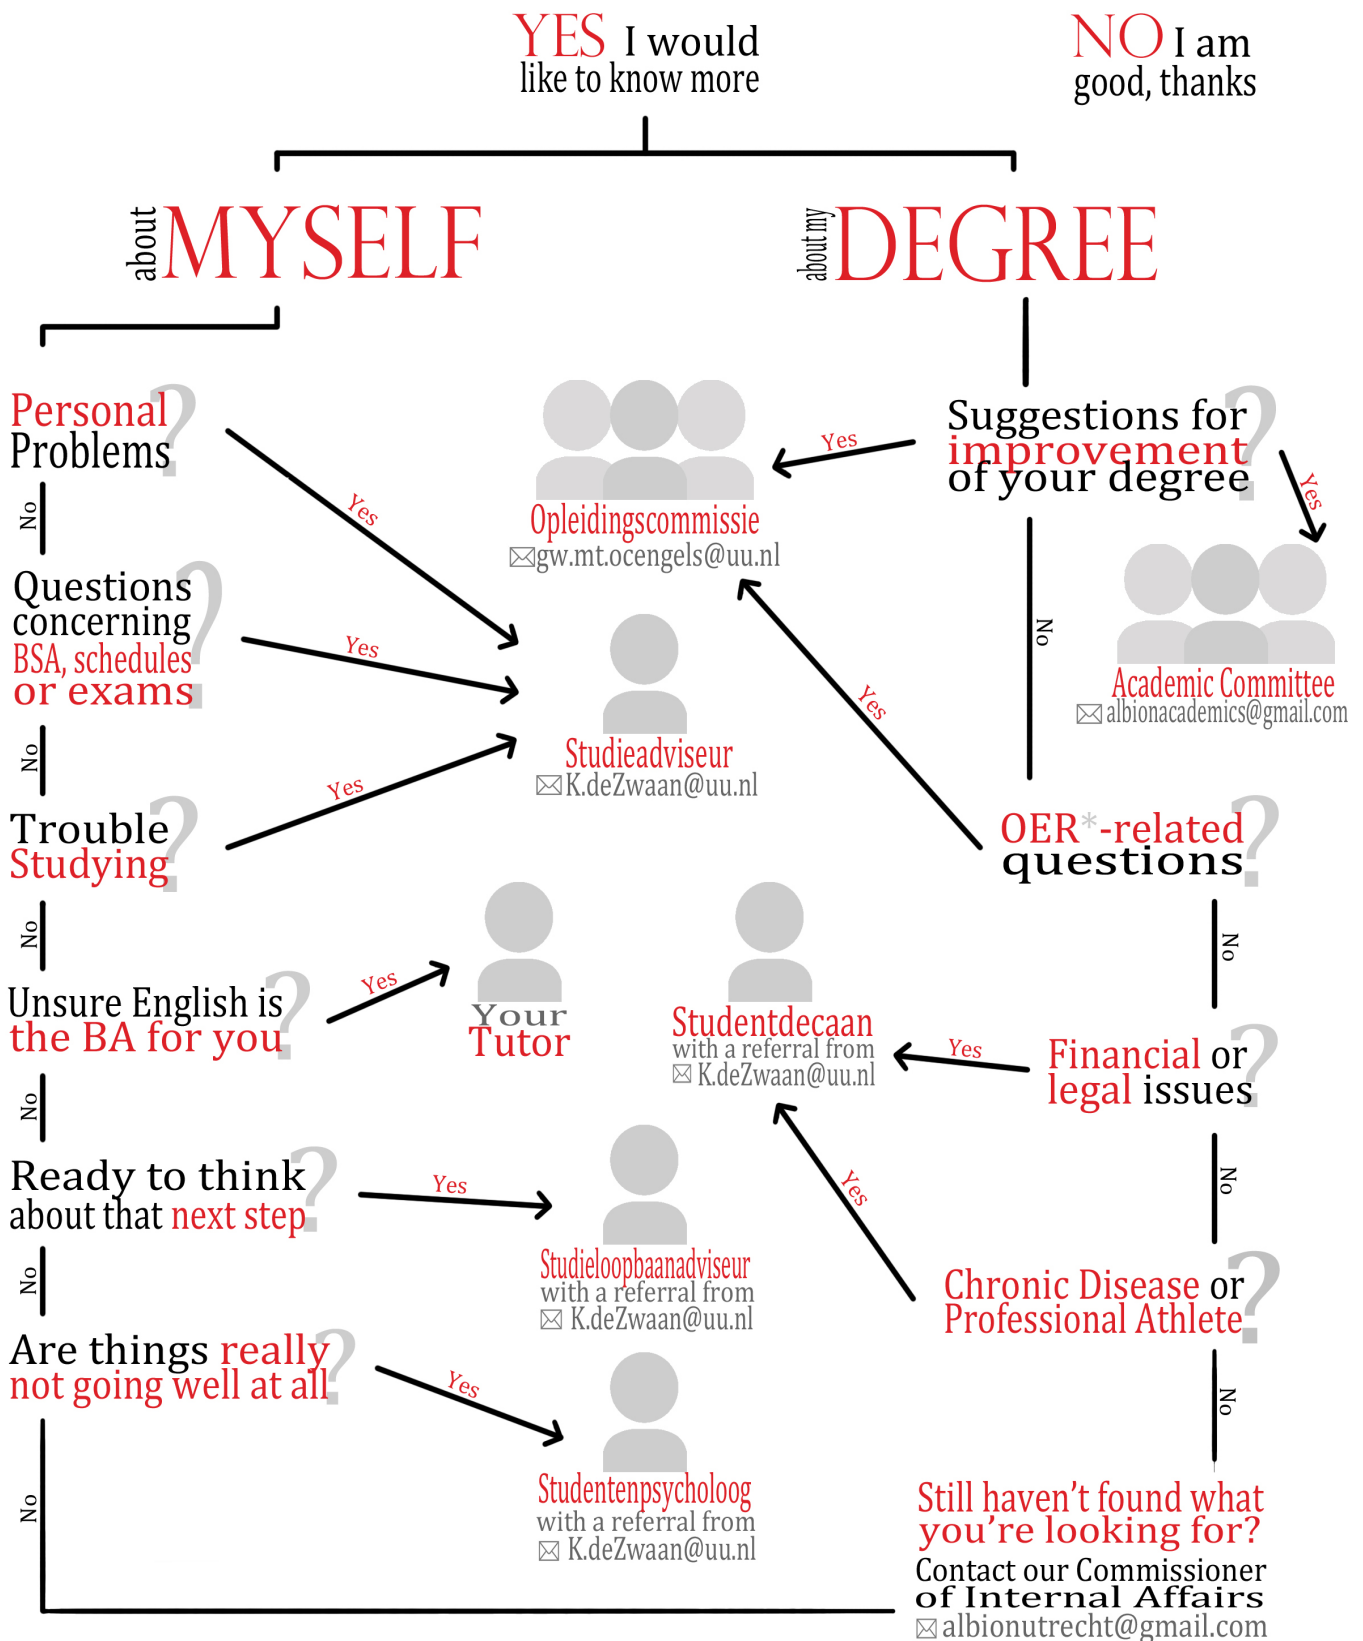 YES I would
like to know more
NO I am
good, thanks
about MYSELF
about my DEGREE
Personal
Problems?
Yes
No
Questions
concerning
BSA, schedules
or exams?
Yes
No
Trouble
Studying?
Yes
No
Unsure English is
the BA for you?
Yes
No
Ready to think
about that next step?
Yes
No
Are things really
not going well at all?
Yes
No
Opleidingscommissie
gw.mt.ocengels@uu.nl
Studieadviseur
K.deZwaan@uu.nl
Your
Tutor
Studentdecaan
with a referral from
K.deZwaan@uu.nl
Studieloopbaanadviseur
with a referral from
K.deZwaan@uu.nl
Studentenpsycholoog
with a referral from
K.deZwaan@uu.nl
Suggestions for
improvement
of your degree?
Yes
Yes
No
Academic Committee
albionacademics@gmail.com
OER*-related
questions?
Yes
No
Financial or
legal issues?
Yes
No
Chronic Disease or
Professional Athlete?
Yes
No
Still haven't found what
you're looking for?
Contact our Commissioner
of Internal Affairs
albionutrecht@gmail.com